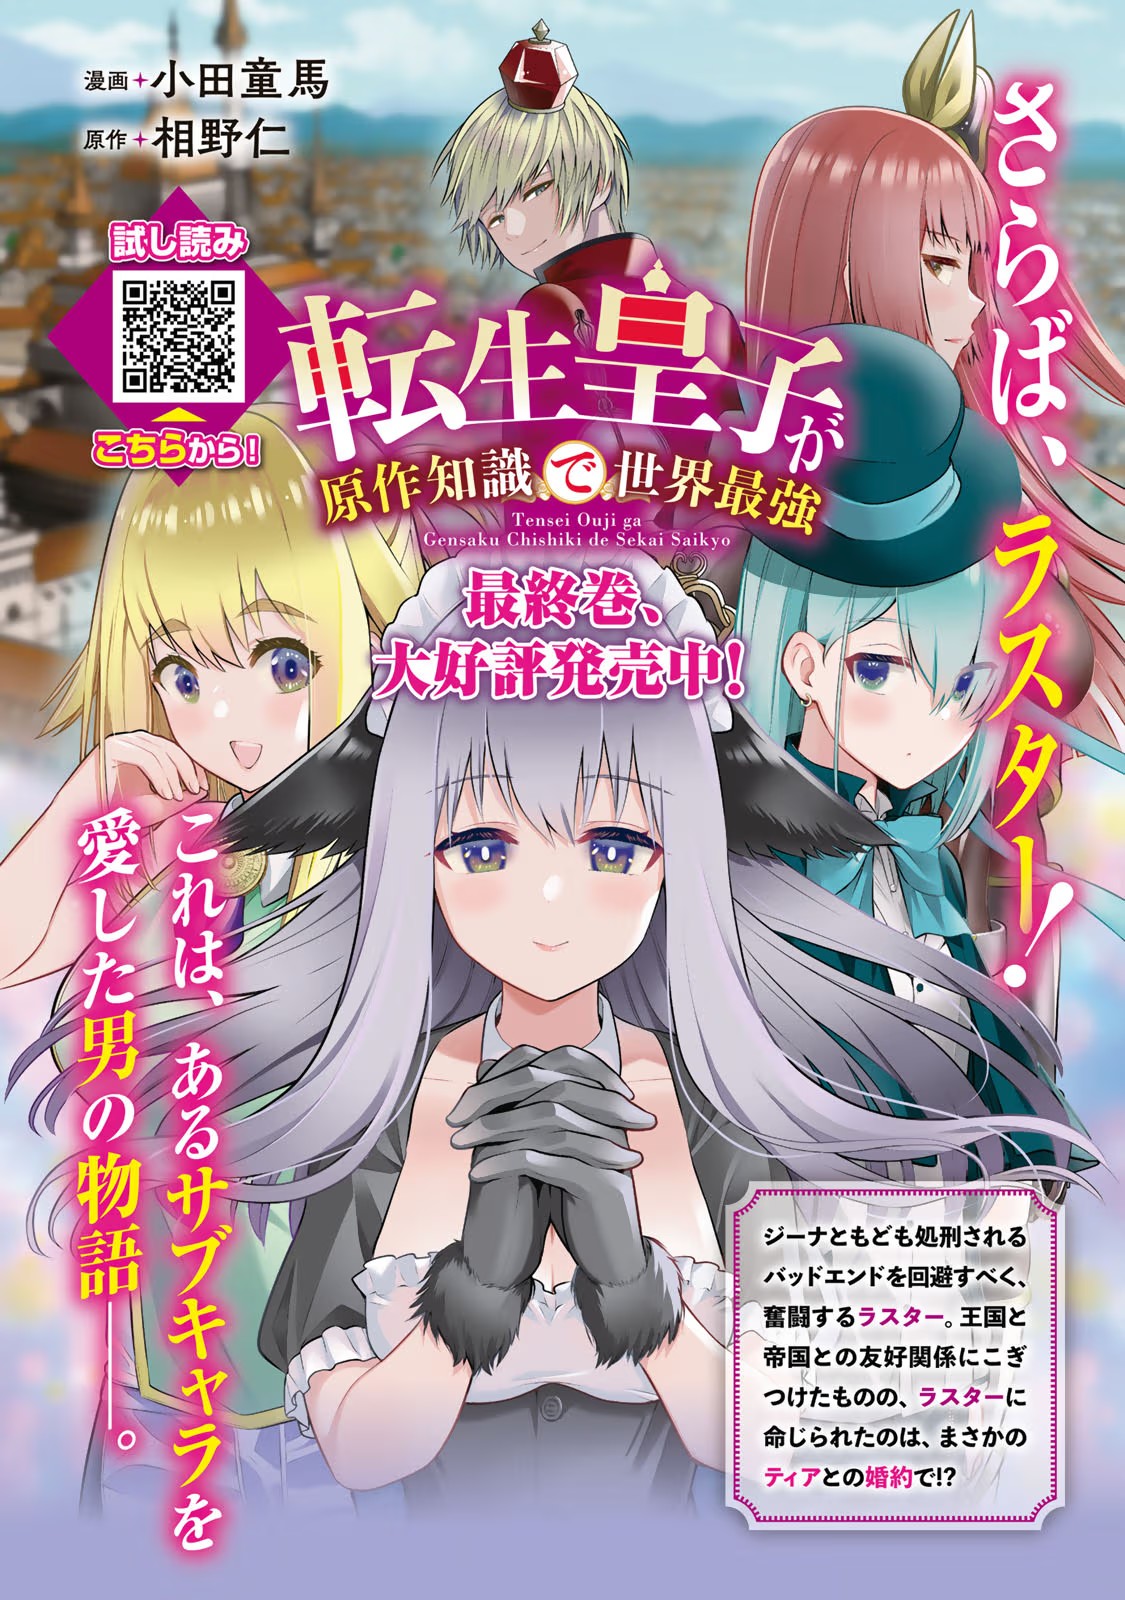 漫画✦小田童馬
原作✦相野仁
試し読み
こちらから!
さらば、ラスター!
転生皇子が
原作知識で世界最強
Tensei Ouji ga
Gensaku Chishiki de Sekai Saikyo
最終巻、
大好評発売中!
これは、あるサブキャラを
愛した男の物語――。
ジーナともども処刑される
バッドエンドを回避すべく、
奮闘するラスター。王国と
帝国との友好関係にこぎ
つけたものの、ラスターに
命じられたのは、まさかの
ティアとの婚約で!?